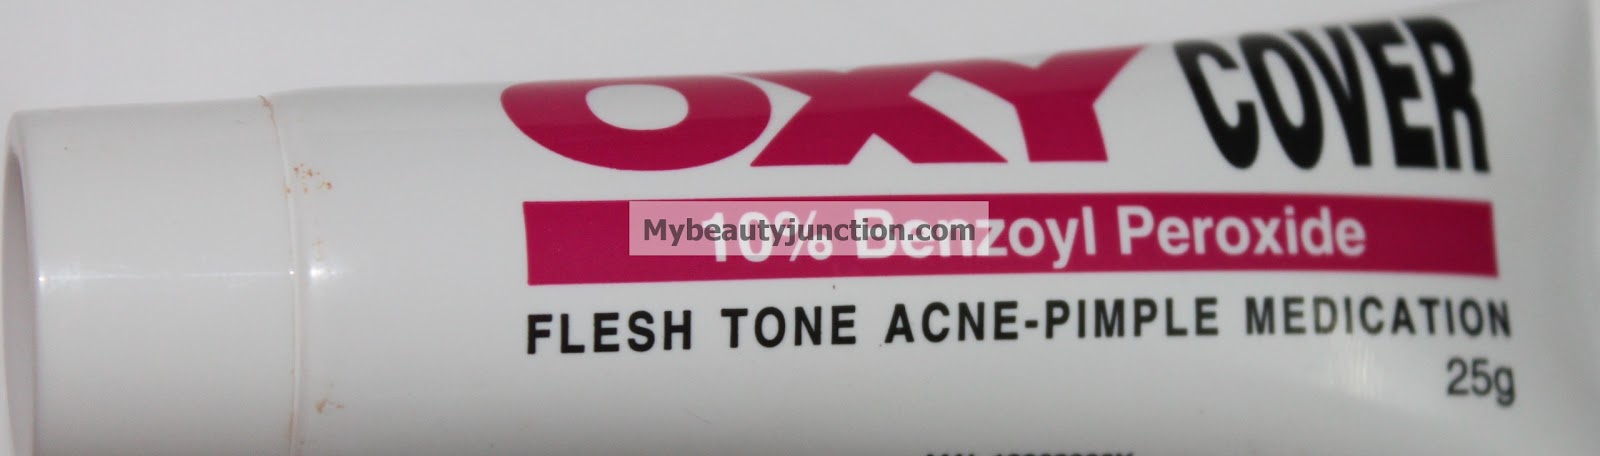 OXY COVER
10% Benzoyl Peroxide
Mybeautyjunction.com
FLESH TONE ACNE-PIMPLE MEDICATION
25g